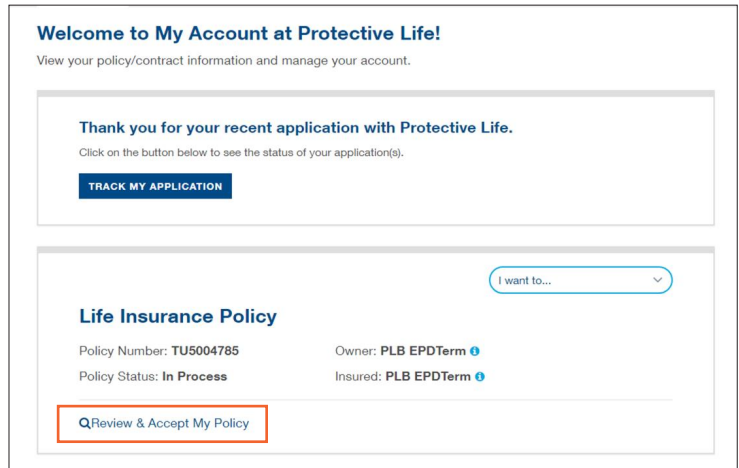 Welcome to My Account at Protective Life!
View your policy/contract information and manage your account.
Thank you for your recent application with Protective Life.
Click on the button below to see the status of your application(s).
TRACK MY APPLICATION
I want to...
Life Insurance Policy
Policy Number: TU5004785 Owner: PLB EPDTerm
Policy Status: In Process Insured: PLB EPDTerm
Review & Accept My Policy